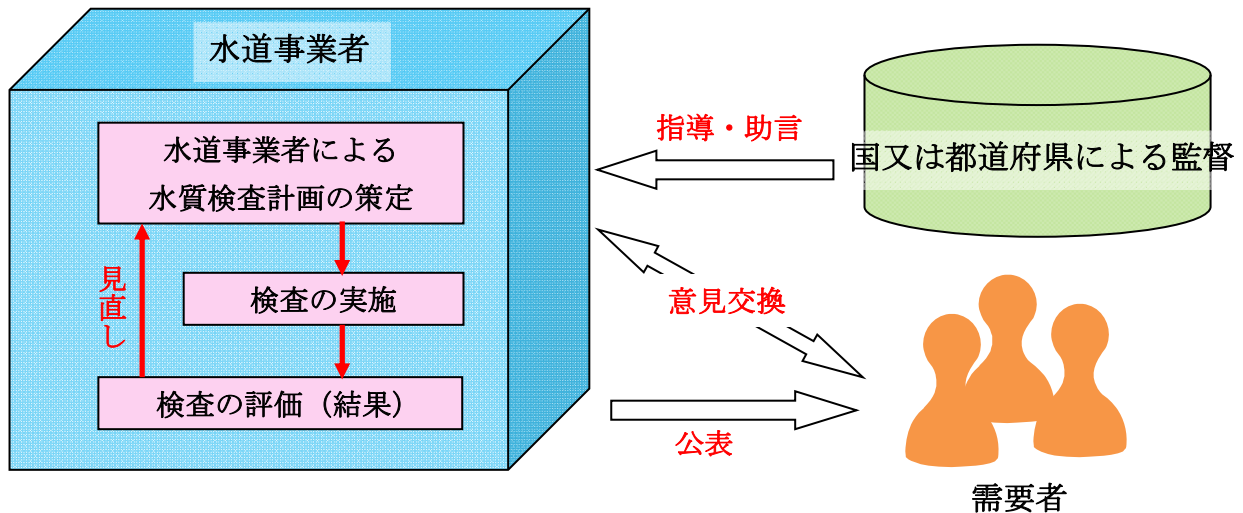 水道事業者
水道事業者による
水質検査計画の策定
検査の実施
検査の評価（結果）
見直し
指導・助言
国又は都道府県による監督
意見交換
公表
需要者